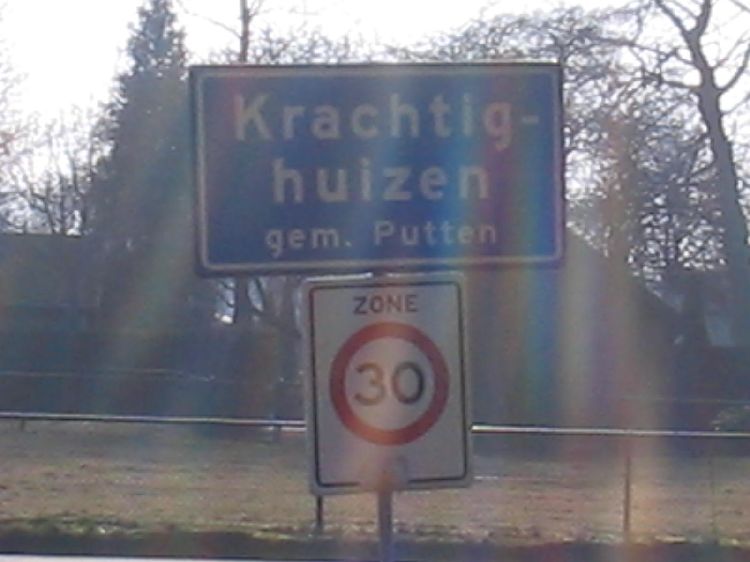 Krachtig-
huizen
gem. Putten
ZONE
30